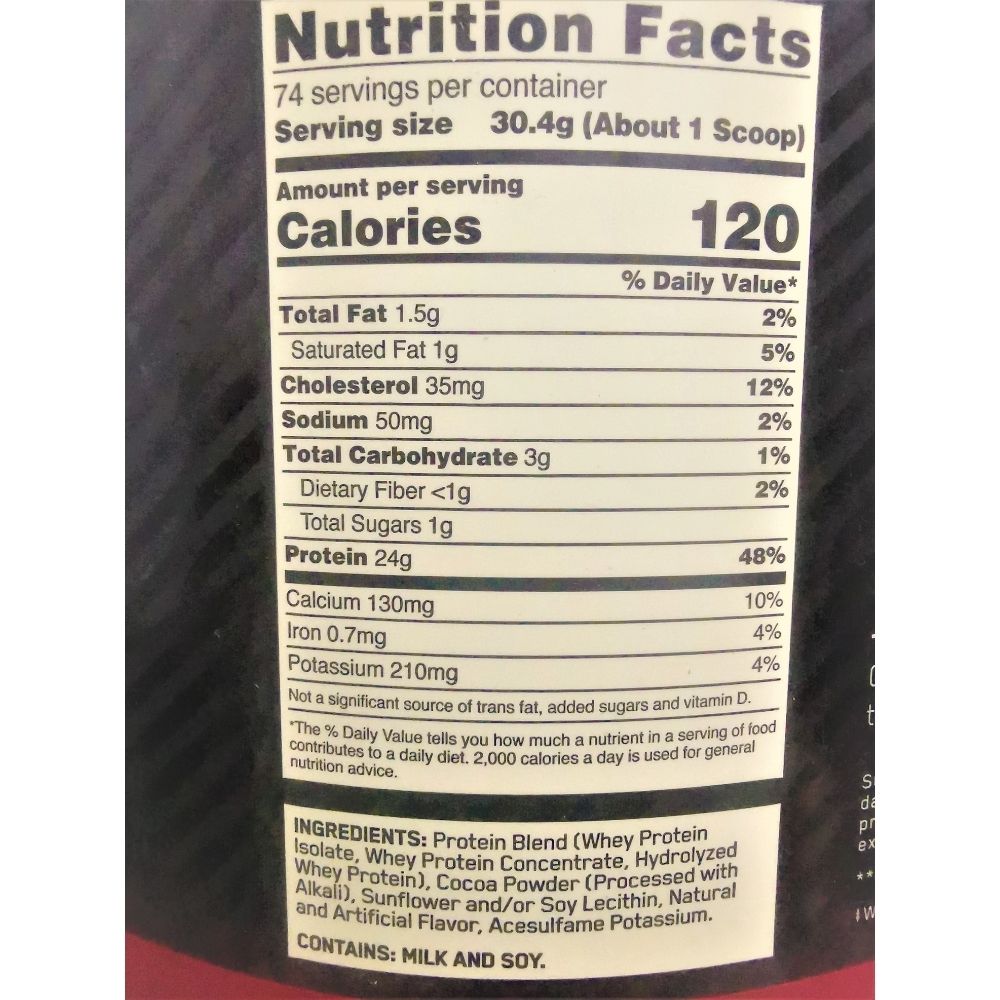 Nutrition Facts
74 servings per container
Serving size 30.4g (About 1 Scoop)
Amount per serving
Calories 120
% Daily Value*
Total Fat 1.5g 2%
Saturated Fat 1g 5%
Cholesterol 35mg 12%
Sodium 50mg 2%
Total Carbohydrate 3g 1%
Dietary Fiber <1g 2%
Total Sugars 1g
Protein 24g 48%
Calcium 130mg 10%
Iron 0.7mg 4%
Potassium 210mg 4%
Not a significant source of trans fat, added sugars and vitamin D.
*The % Daily Value tells you how much a nutrient in a serving of food
contributes to a daily diet. 2,000 calories a day is used for general
nutrition advice.
INGREDIENTS: Protein Blend (Whey Protein
Isolate, Whey Protein Concentrate, Hydrolyzed
Whey Protein), Cocoa Powder (Processed with
Alkali), Sunflower and/or Soy Lecithin, Natural
and Artificial Flavor, Acesulfame Potassium.
CONTAINS: MILK AND SOY.